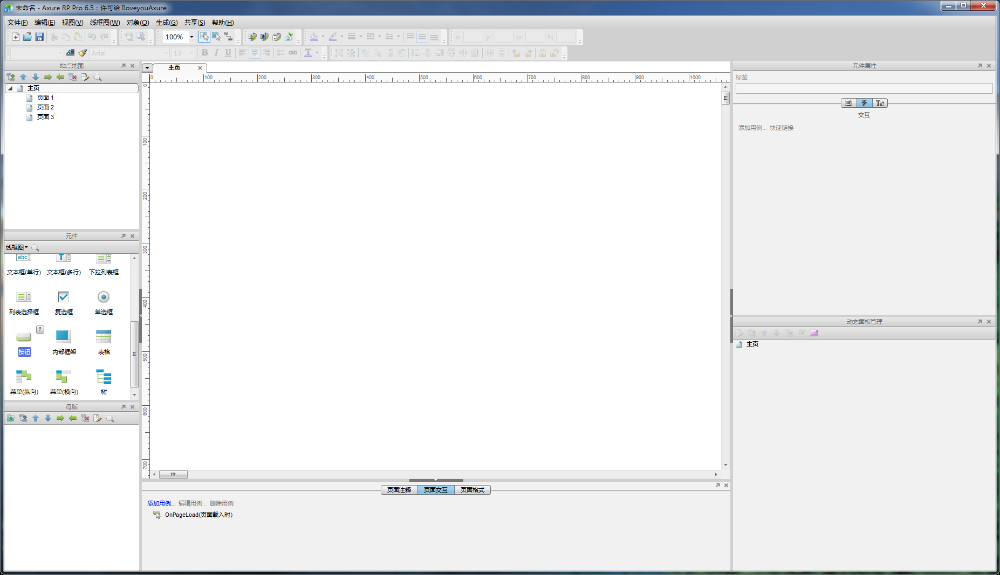 未命名 - Axure RP Pro 6.5 : 许可给 IloveyouAxure
文件(F) 编辑(E) 视图(V) 线框图(W) 对象(O) 生成(G) 共享(S) 帮助(H)
100% x: y: w: h:
Arial 13 B I U T
站点地图
主页
页面 1
页面 2
页面 3
元件
线框图
abc
T
文本框(单行) 文本框(多行) 下拉列表框
列表选择框 复选框 单选框
?
按钮 内部框架 表格
菜单(纵向) 菜单(横向) 树
母版
主页
0 100 200 300 400 500 600 700 800 900 1000
0
100
200
300
400
500
600
700
页面注释 页面交互 页面格式
添加用例... 编辑用例... 删除用例
OnPageLoad(页面载入时)
元件属性
标签
交互
添加用例... 快速链接
动态面板管理
主页